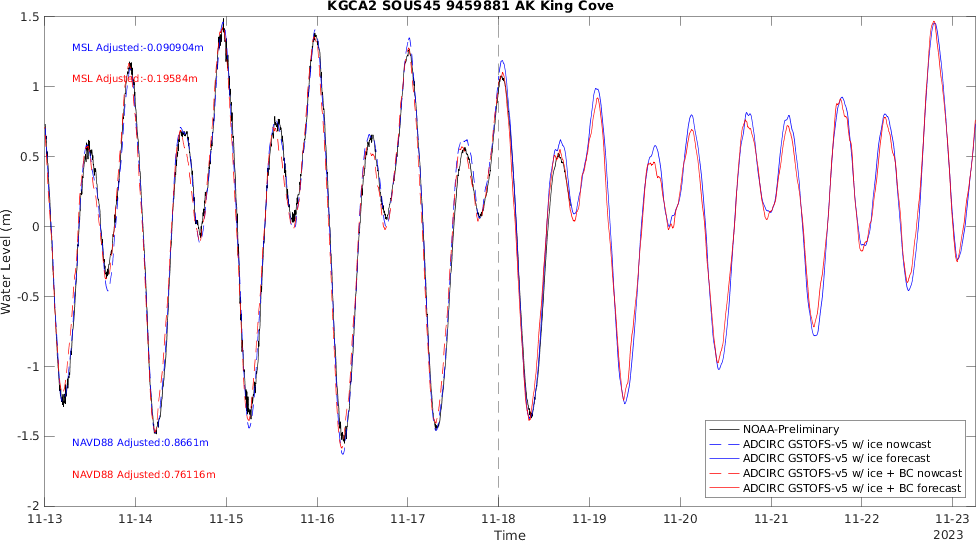 KGCA2 SOUS45 9459881 AK King Cove
MSL Adjusted:-0.090904m
MSL Adjusted:-0.19584m
NAVD88 Adjusted:0.8661m
NAVD88 Adjusted:0.76116m
Water Level (m)
1.5
1
0.5
0
-0.5
-1
-1.5
-2
NOAA-Preliminary
ADCIRC GSTOFS-v5 w/ ice nowcast
ADCIRC GSTOFS-v5 w/ ice forecast
ADCIRC GSTOFS-v5 w/ ice + BC nowcast
ADCIRC GSTOFS-v5 w/ ice + BC forecast
11-13 11-14 11-15 11-16 11-17 11-18 11-19 11-20 11-21 11-22 11-23
Time
2023